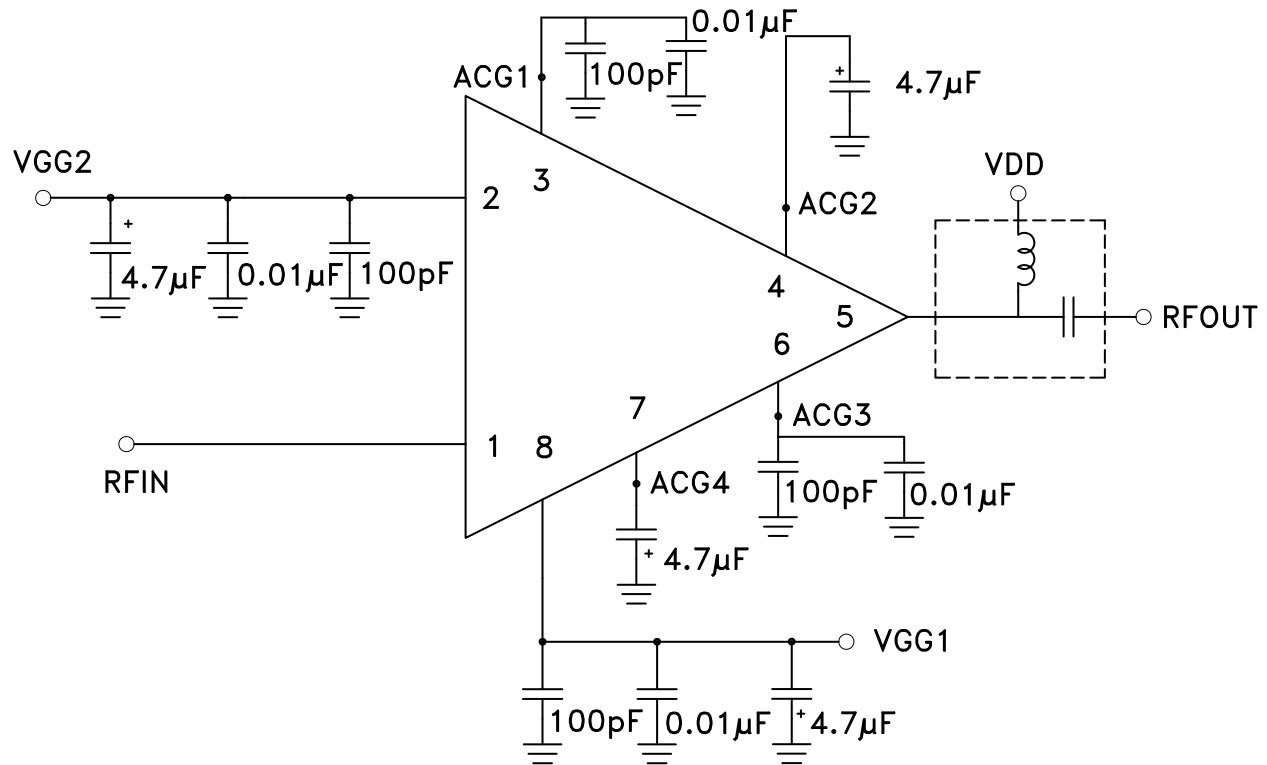 0.01µF
ACG1
100pF
+
4.7µF
VGG2
3
2
ACG2
VDD
+
4.7µF
0.01µF
100pF
4
5
RFOUT
6
7
ACG3
1
8
RFIN
ACG4
100pF
0.01µF
+
4.7µF
VGG1
100pF
0.01µF
+
4.7µF